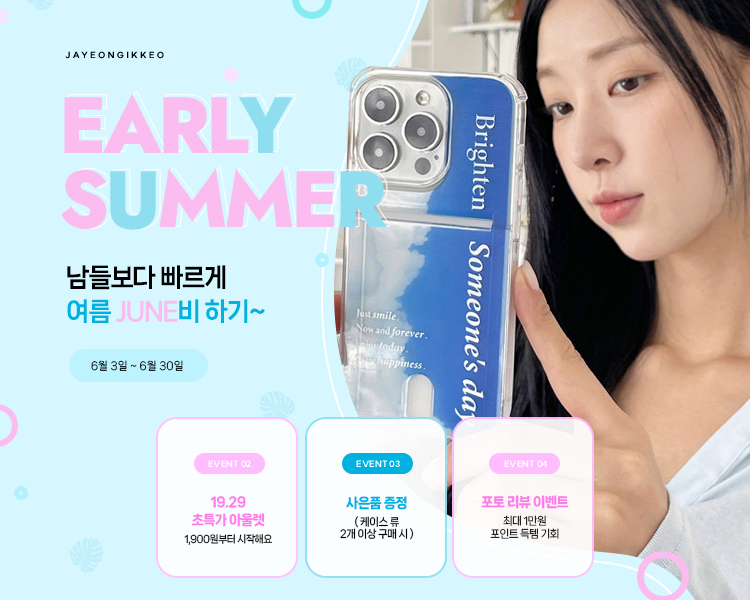 JAYEONGIKKEO
EARLY
SUMMER
남들보다 빠르게
여름 JUNE비 하기~
6월 3일 ~ 6월 30일
Brighten
Someone's day.
Just smile.
Now and forever.
today.
happiness.
EVENT 02
19.29
초특가 아울렛
1,900원부터 시작해요
EVENT 03
사은품 증정
( 케이스 류
2개 이상 구매 시 )
EVENT 04
포토 리뷰 이벤트
최대 1만원
포인트 득템 기회